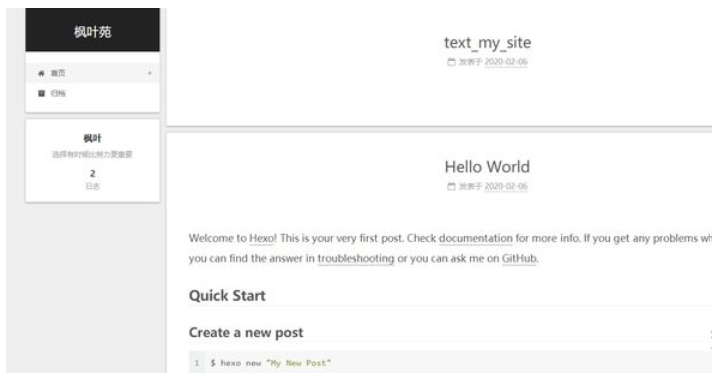 枫叶苑
首页
归档
枫叶
选择有时候比努力更重要
2
日志
text_my_site
发表于 2020-02-06
Hello World
发表于 2020-02-06
Welcome to Hexo! This is your very first post. Check documentation for more info. If you get any problems wh
you can find the answer in troubleshooting or you can ask me on GitHub.
Quick Start
Create a new post
1 $ hexo new "My New Post"